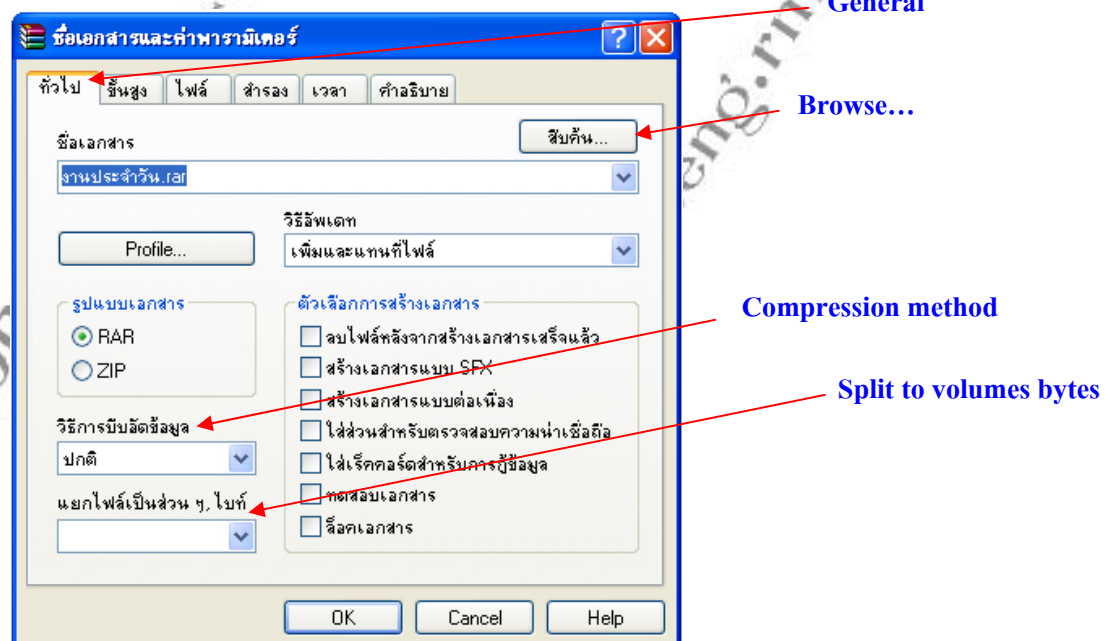 General
ชื่อเอกสารและค่าพารามิเตอร์
ทั่วไป ขั้นสูง ไฟล์ สำรอง เวลา คำอธิบาย
Browse…
สืบค้น...
ชื่อเอกสาร
งานประจำวัน.rar
วิธีอัพเดท
Profile... เพิ่มและแทนที่ไฟล์
รูปแบบเอกสาร
RAR
ZIP
ตัวเลือกการสร้างเอกสาร
ลบไฟล์หลังจากสร้างเอกสารเสร็จแล้ว
สร้างเอกสารแบบ SFX
สร้างเอกสารแบบต่อเนื่อง
ใส่ส่วนสำหรับตรวจสอบความน่าเชื่อถือ
ใส่เร็คคอร์ดสำหรับการกู้ข้อมูล
ทดสอบเอกสาร
ล็อคเอกสาร
Compression method
Split to volumes bytes
วิธีการบีบอัดข้อมูล
ปกติ
แยกไฟล์เป็นส่วน ๆ, ไบท์
OK Cancel Help